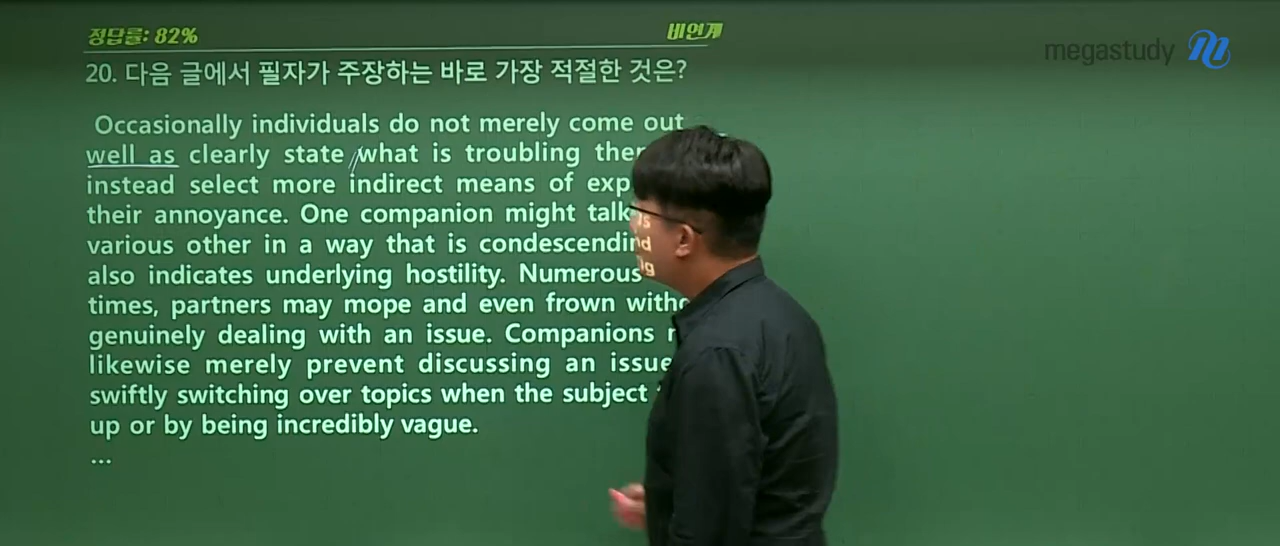 정답률: 82%
비연계
megastudy
20. 다음 글에서 필자가 주장하는 바로 가장 적절한 것은?
Occasionally individuals do not merely come out
well as clearly state what is troubling
instead select more indirect means of
their annoyance. One companion might talk
various other in a way that is
also indicates underlying hostility. Numerous
times, partners may mope and even frown
genuinely dealing with an issue. Companions
likewise merely prevent discussing an issue
swiftly switching over topics when the subject
up or by being incredibly vague.
...